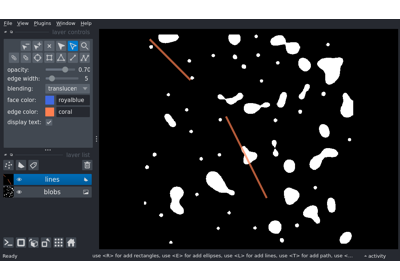 File View Plugins Window Help
layer controls
opacity: 0.70
edge width: 5
blending: translucen
face color: royalblue
edge color: coral
display text:
layer list
lines
blobs
Ready use <R> for add rectangles, use <E> for add ellipses, use <L> for add lines, use <T> for add path, use <... activity